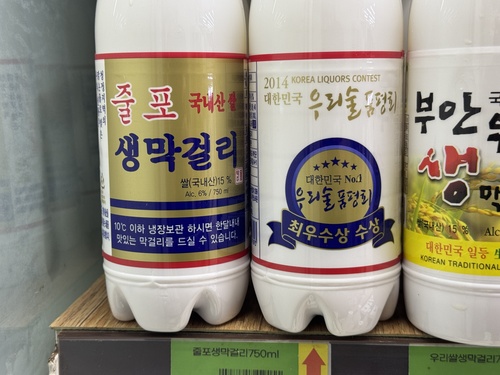 줄포 국내산 쌀
생막걸리
쌀(국내산)15 %
Alc. 6% / 750 ml
10℃ 이하 냉장보관 하시면 한달내내
맛있는 막걸리를 드실 수 있습니다.
2014 KOREA LIQUORS CONTEST
대한민국 우리술품평회
대한민국 No.1
우리술품평회
최우수상 수상
부안
생
15 %
대한민국 일등
KOREAN TRADITIONAL
줄포생막걸리750ml
우리쌀생막걸리